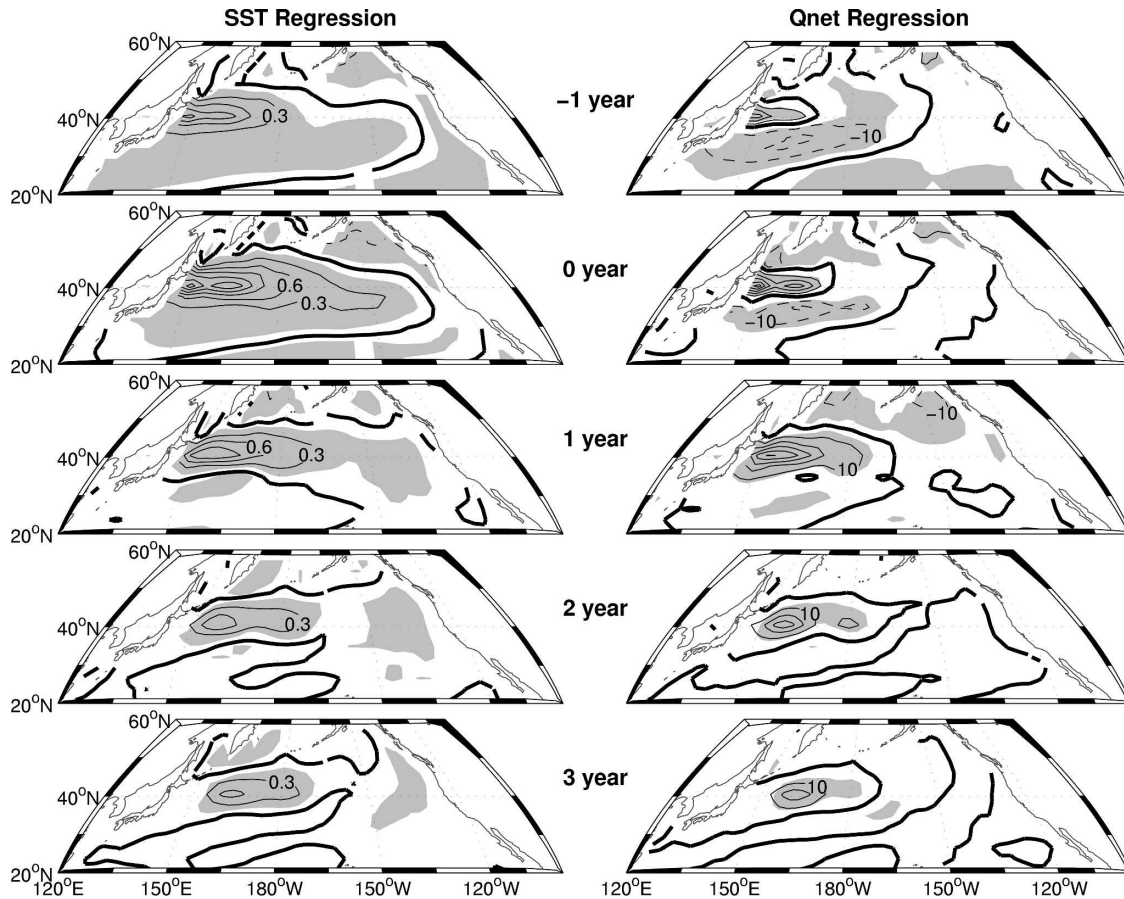 SST Regression Qnet Regression
60°N
−1 year
40°N 0.3 −10
20°N
60°N
0 year
40°N 0.6 0.3 −10
20°N
60°N
1 year −10
40°N 0.6 0.3 10
20°N
60°N
2 year
40°N 0.3 10
20°N
60°N
3 year
40°N 0.3 10
20°N
120°E 150°E 180°W 150°W 120°W 120°E 150°E 180°W 150°W 120°W